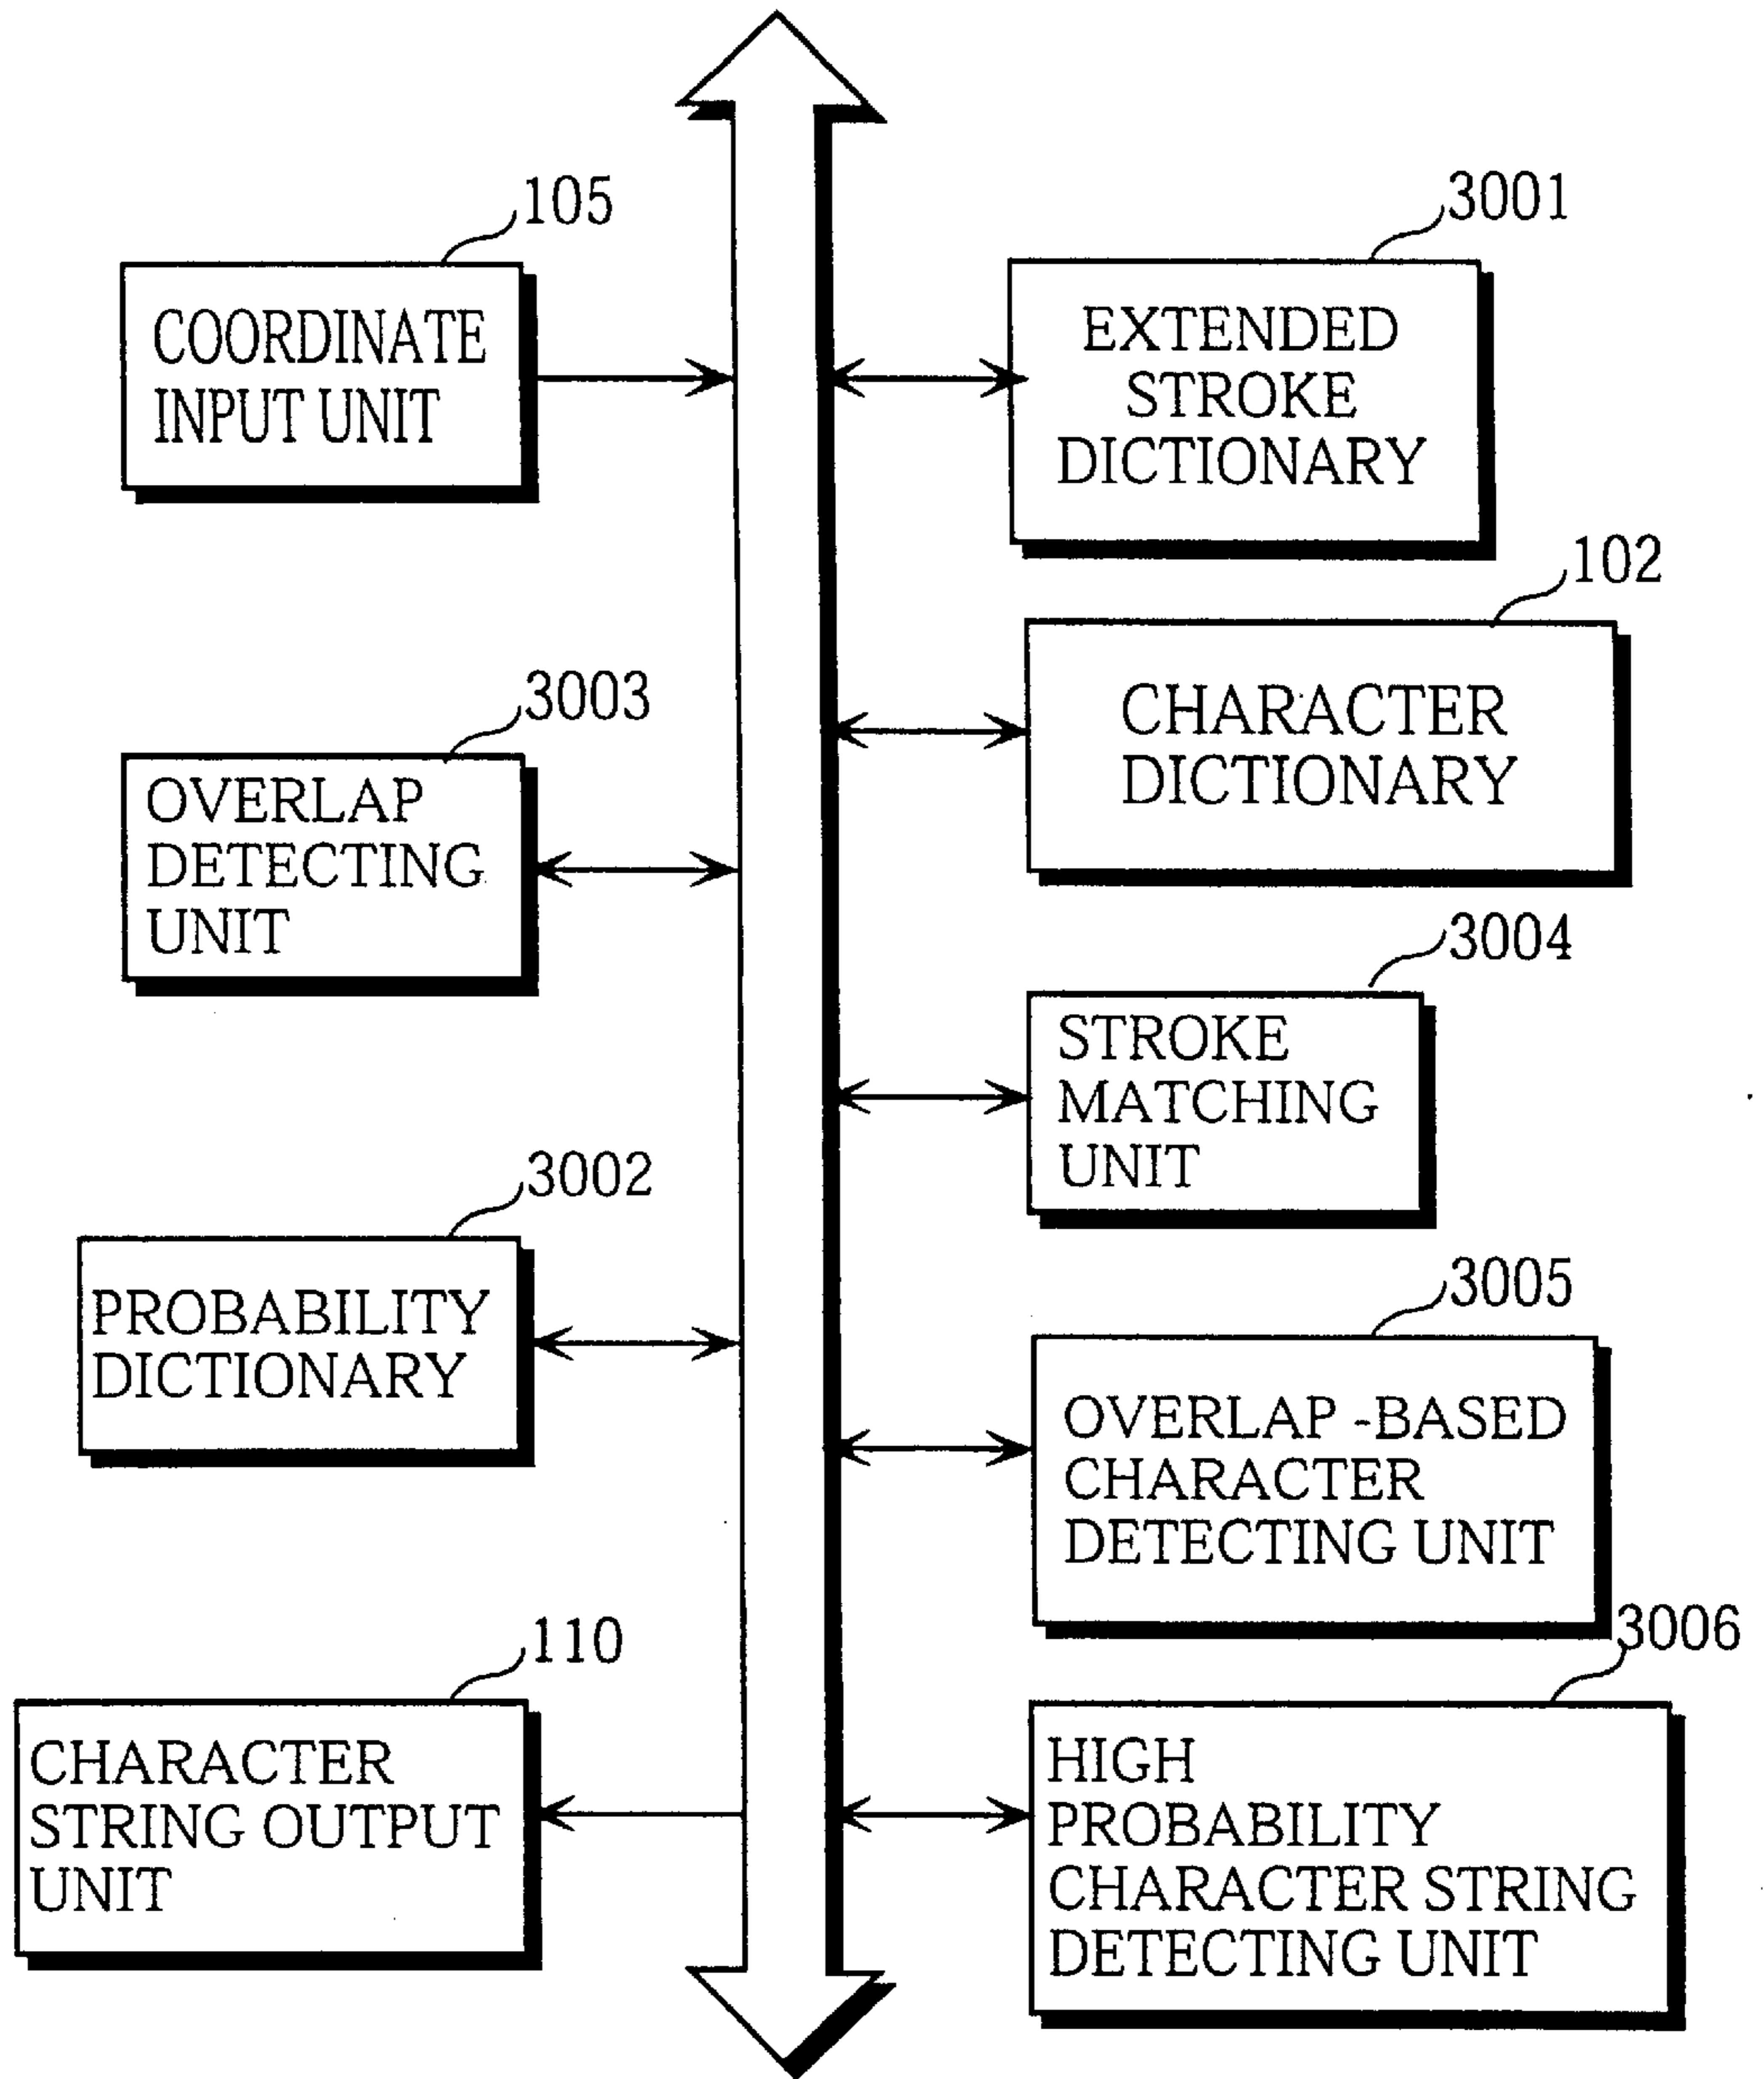 105
COORDINATE
INPUT UNIT
3001
EXTENDED
STROKE
DICTIONARY
102
CHARACTER
DICTIONARY
3003
OVERLAP
DETECTING
UNIT
3004
STROKE
MATCHING
UNIT
3002
PROBABILITY
DICTIONARY
3005
OVERLAP -BASED
CHARACTER
DETECTING UNIT
110
CHARACTER
STRING OUTPUT
UNIT
3006
HIGH
PROBABILITY
CHARACTER STRING
DETECTING UNIT